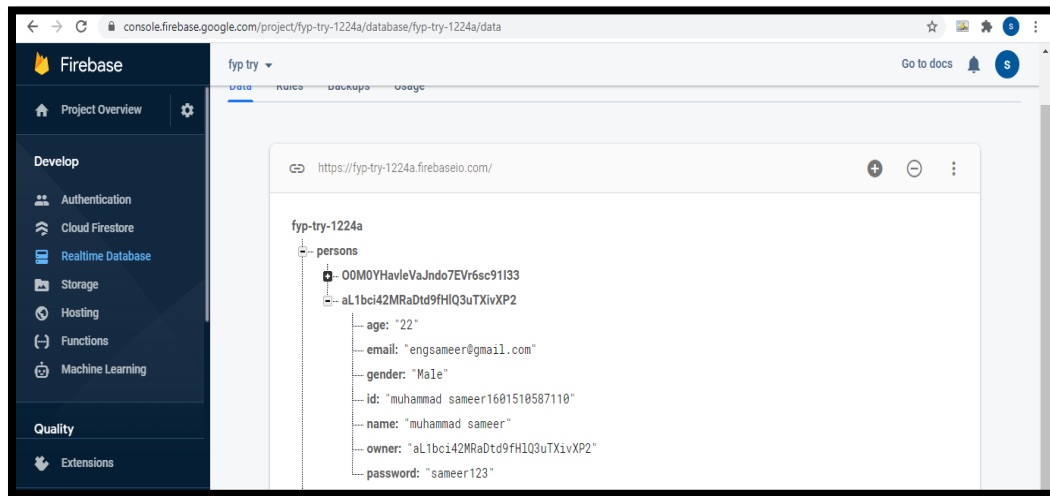 console.firebase.google.com/project/fyp-try-1224a/database/fyp-try-1224a/data
S
Firebase
fyp try
Go to docs
S
Data Rules Backups Usage
Project Overview
https://fyp-try-1224a.firebaseio.com/
Develop
Authentication
Cloud Firestore
Realtime Database
Storage
Hosting
Functions
Machine Learning
Quality
Extensions
fyp-try-1224a
persons
O0M0YHavleVaJndo7EVr6sc91I33
aL1bci42MRaDtd9fHlQ3uTXivXP2
age: "22"
email: "engsameer@gmail.com"
gender: "Male"
id: "muhammad sameer1601510587110"
name: "muhammad sameer"
owner: "aL1bci42MRaDtd9fHlQ3uTXivXP2"
password: "sameer123"